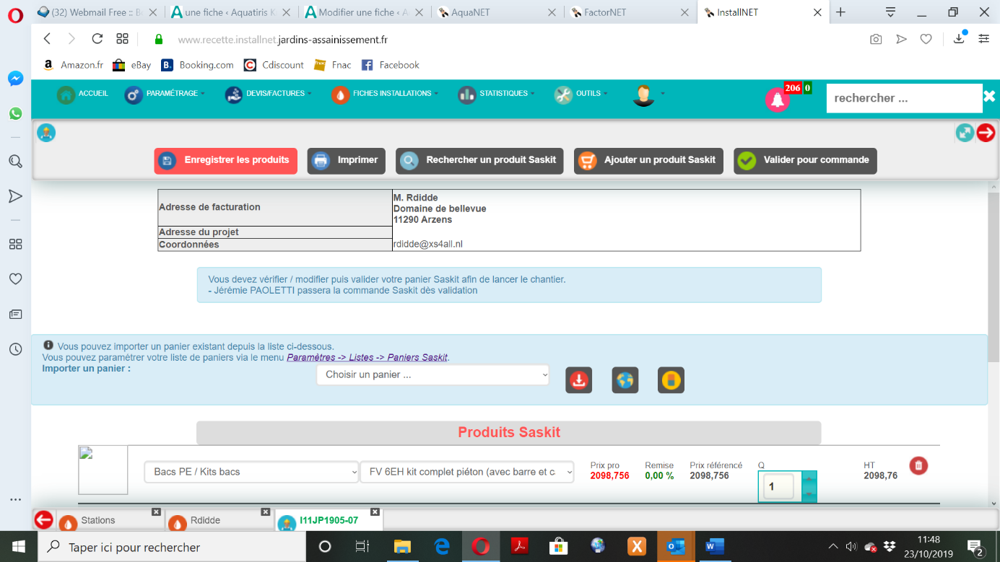 (32) Webmail Free :: B
une fiche ‹ Aquatiris K
Modifier une fiche ‹ A
AquaNET
FactorNET
InstallNET
www.recette.installnet.jardins-assainissement.fr
Amazon.fr
eBay
Booking.com
Cdiscount
Fnac
Facebook
ACCUEIL
PARAMÉTRAGE
DEVIS/FACTURES
FICHES INSTALLATIONS
STATISTIQUES
OUTILS
206 0
rechercher ...
Enregistrer les produits
Imprimer
Rechercher un produit Saskit
Ajouter un produit Saskit
Valider pour commande
Adresse de facturation
M. Rdidde
Domaine de bellevue
11290 Arzens
Adresse du projet
Coordonnées
rdidde@xs4all.nl
Vous devez vérifier / modifier puis valider votre panier Saskit afin de lancer le chantier.
- Jérémie PAOLETTI passera la commande Saskit dès validation
Vous pouvez importer un panier existant depuis la liste ci-dessous.
Vous pouvez paramétrer votre liste de paniers via le menu Paramètres -> Listes -> Paniers Saskit.
Importer un panier :
Choisir un panier ...
Produits Saskit
Bacs PE / Kits bacs
FV 6EH kit complet piéton (avec barre et ca
Prix pro
2098,756
Remise
0,00 %
Prix référencé
2098,756
Q
1
HT
2098,76
Stations
Rdidde
I11JP1905-07
Taper ici pour rechercher
11:48
23/10/2019
2